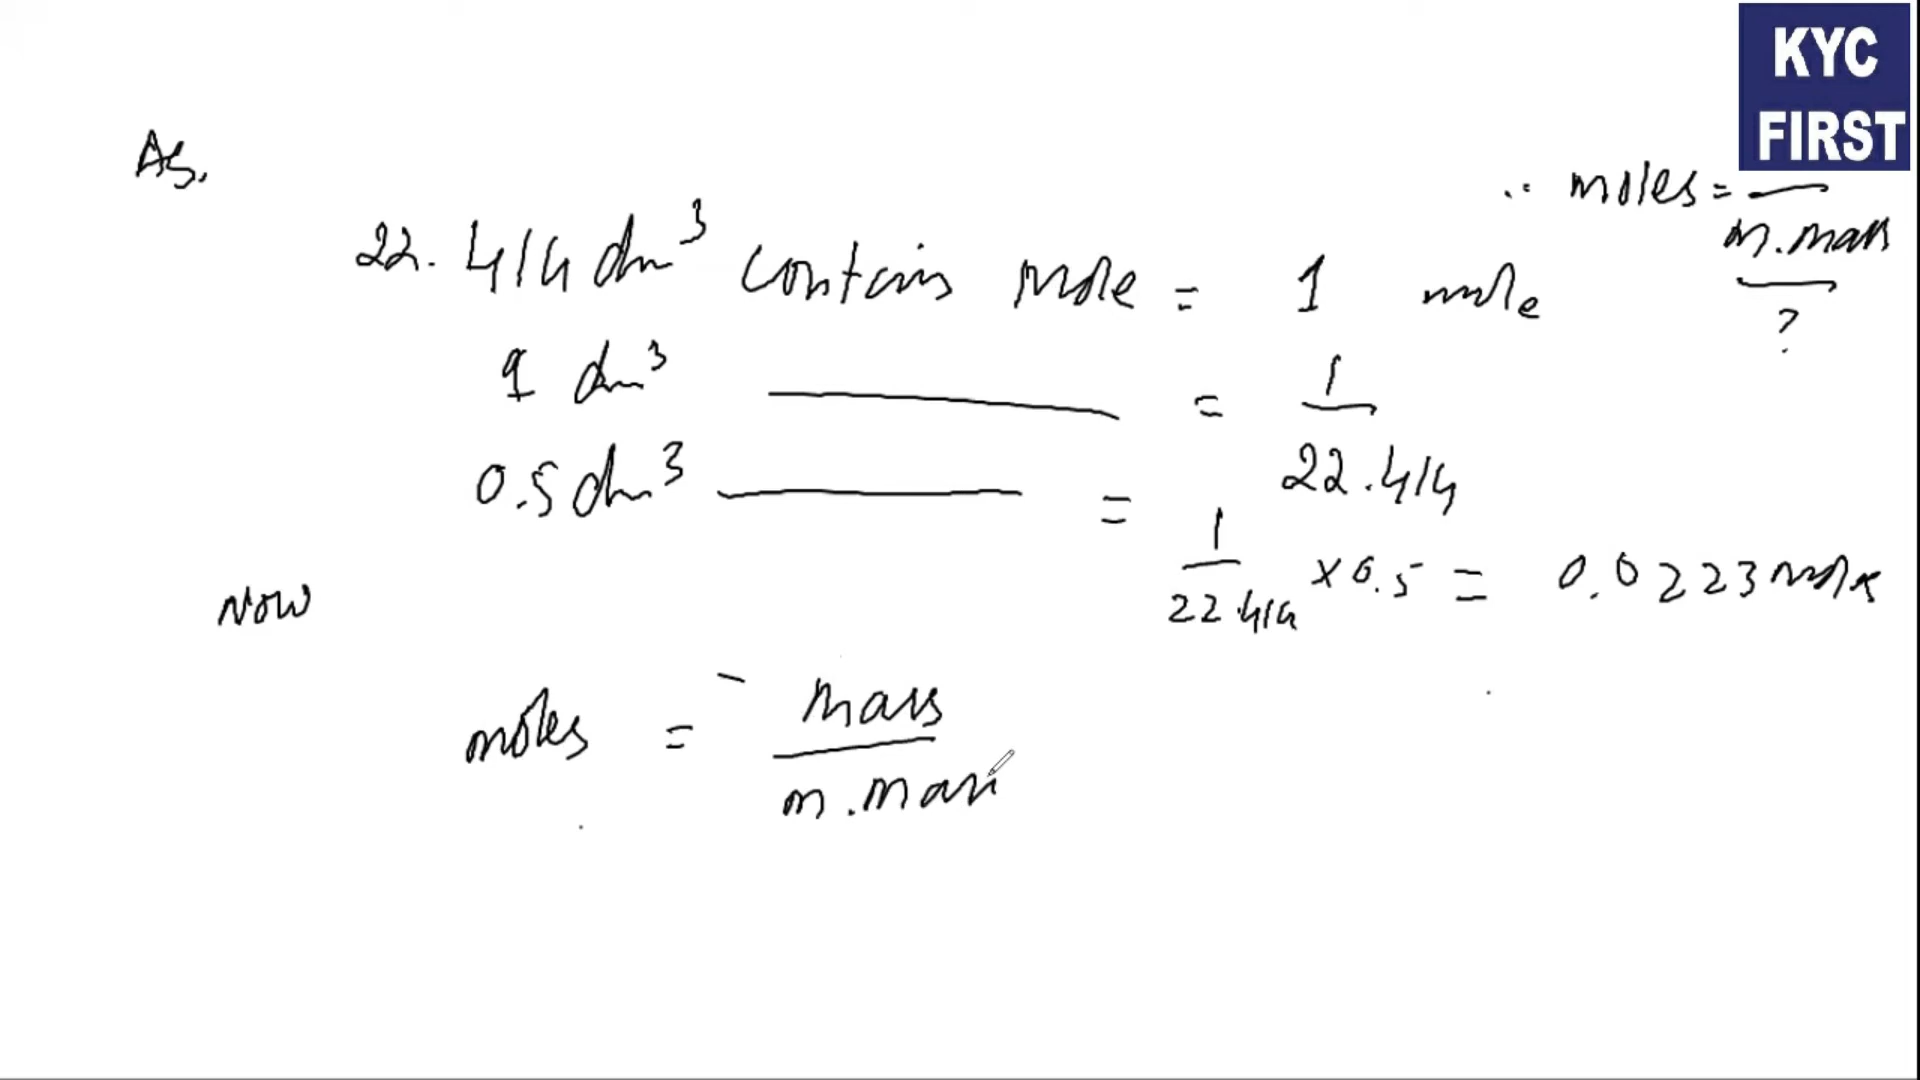 KYC
FIRST
As,
∴ moles = —
m.mass
?
22.414 dm³ contains mole = 1 mole
1 dm³ ——— = 1/22.414
0.5 dm³ ——— = 1/22.414 × 0.5 = 0.0223 moles
Now
moles = mass/m.mass